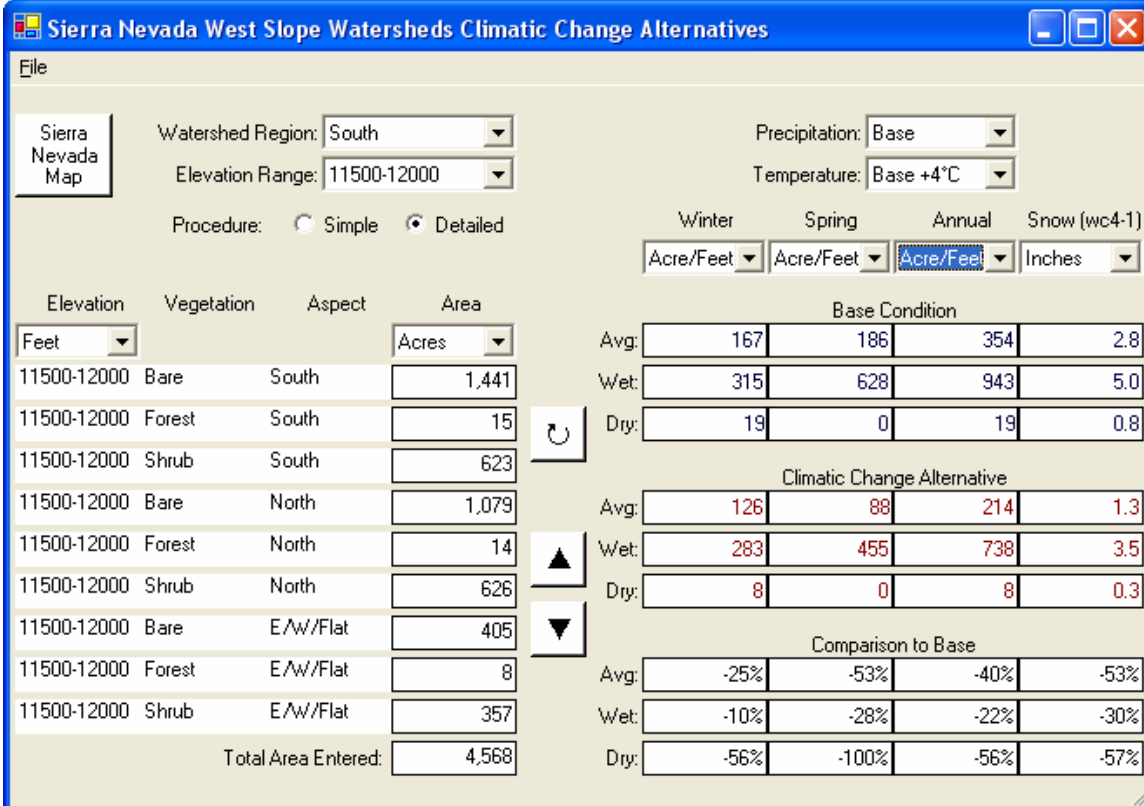 Sierra Nevada West Slope Watersheds Climatic Change Alternatives
File
Sierra Nevada Map
Watershed Region: South
Elevation Range: 11500-12000
Procedure: Simple Detailed
Precipitation: Base
Temperature: Base +4°C
Winter Spring Annual Snow (wc4-1)
Acre/Feet Acre/Feet Acre/Feel Inches
Elevation Vegetation Aspect Area
Feet Acres
11500-12000 Bare South 1,441
11500-12000 Forest South 15
11500-12000 Shrub South 623
11500-12000 Bare North 1,079
11500-12000 Forest North 14
11500-12000 Shrub North 626
11500-12000 Bare E/W/Flat 405
11500-12000 Forest E/W/Flat 8
11500-12000 Shrub E/W/Flat 357
Total Area Entered: 4,568
Base Condition
Avg: 167 186 354 2.8
Wet: 315 628 943 5.0
Dry: 19 0 19 0.8
Climatic Change Alternative
Avg: 126 88 214 1.3
Wet: 283 455 738 3.5
Dry: 8 0 8 0.3
Comparison to Base
Avg: -25% -53% -40% -53%
Wet: -10% -28% -22% -30%
Dry: -56% -100% -56% -57%